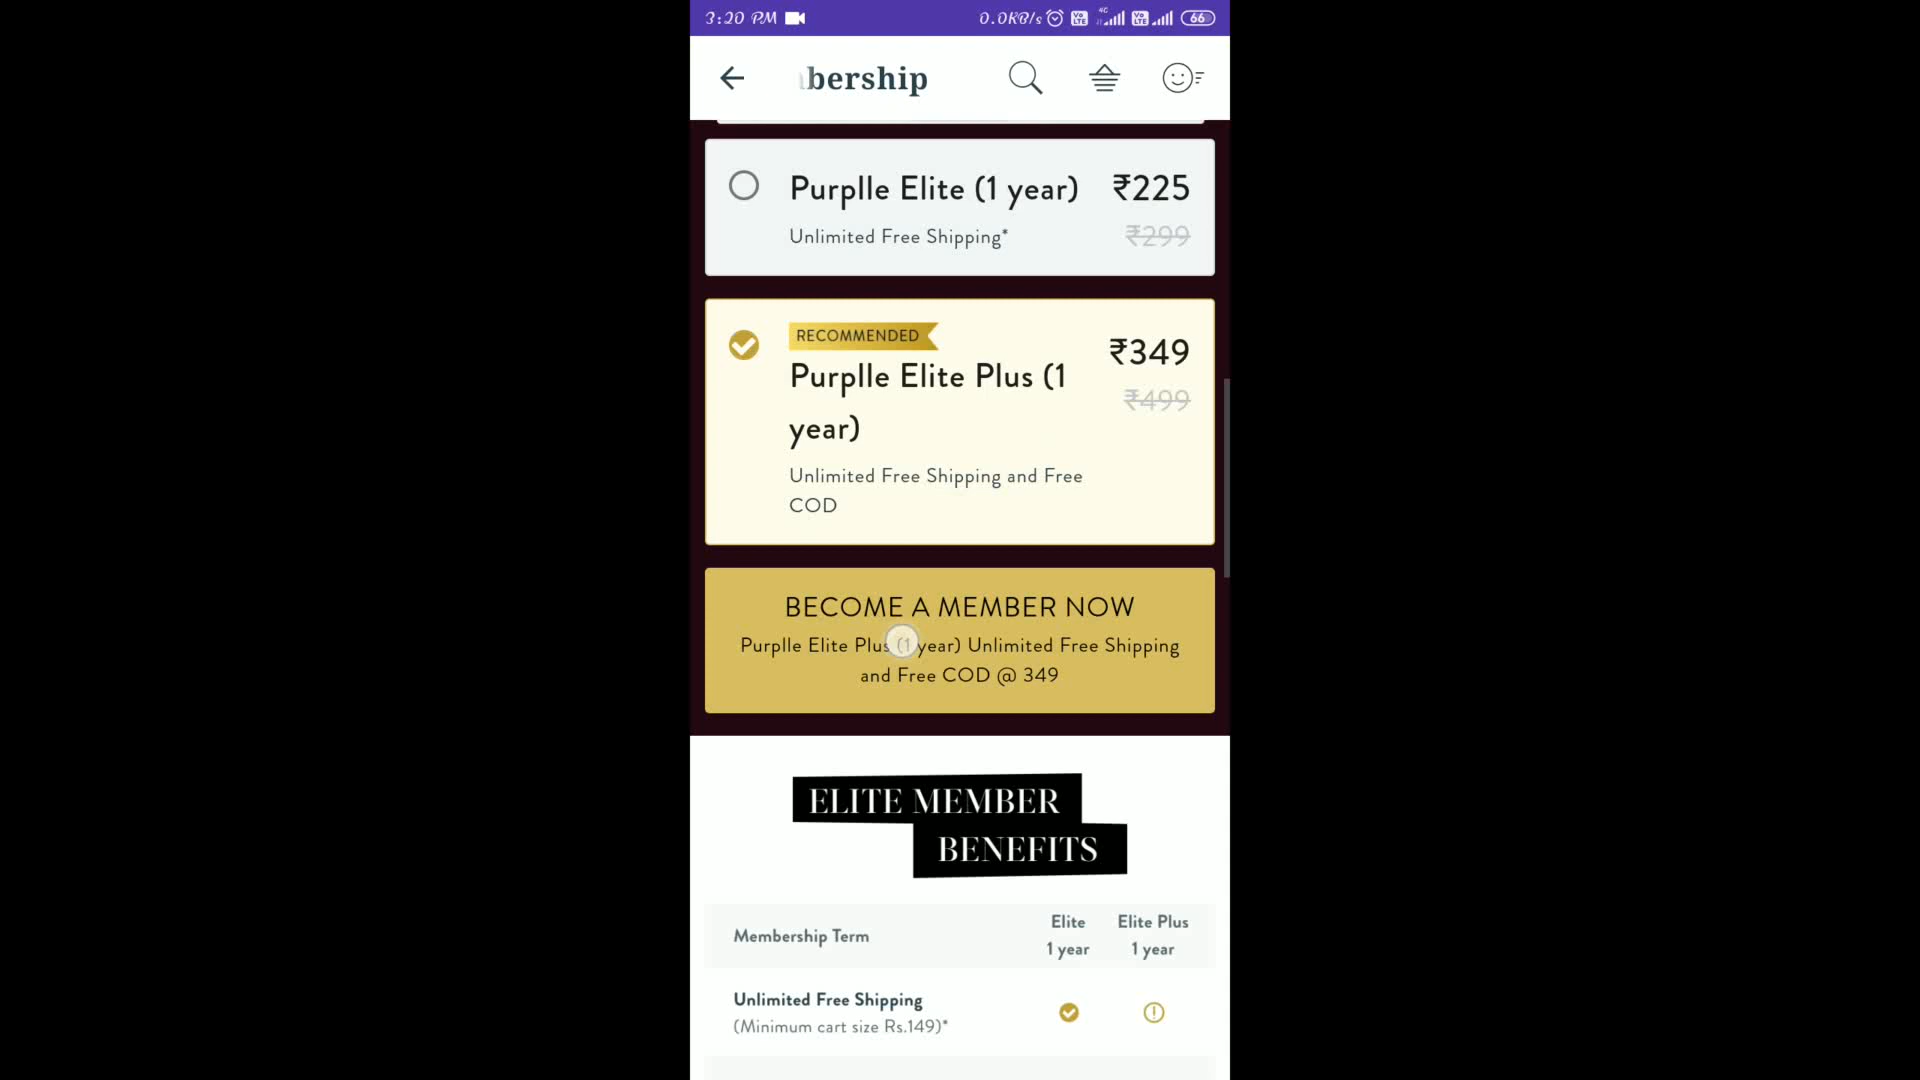 3:20 PM 0.0KB/s 4G 66
bership
Purplle Elite (1 year) ₹225
Unlimited Free Shipping* ₹299
RECOMMENDED
₹349
Purplle Elite Plus (1
₹499
year)
Unlimited Free Shipping and Free
COD
BECOME A MEMBER NOW
Purplle Elite Plus (1 year) Unlimited Free Shipping
and Free COD @ 349
ELITE MEMBER
BENEFITS
Membership Term
Elite Elite Plus
1 year 1 year
Unlimited Free Shipping
(Minimum cart size Rs.149)*